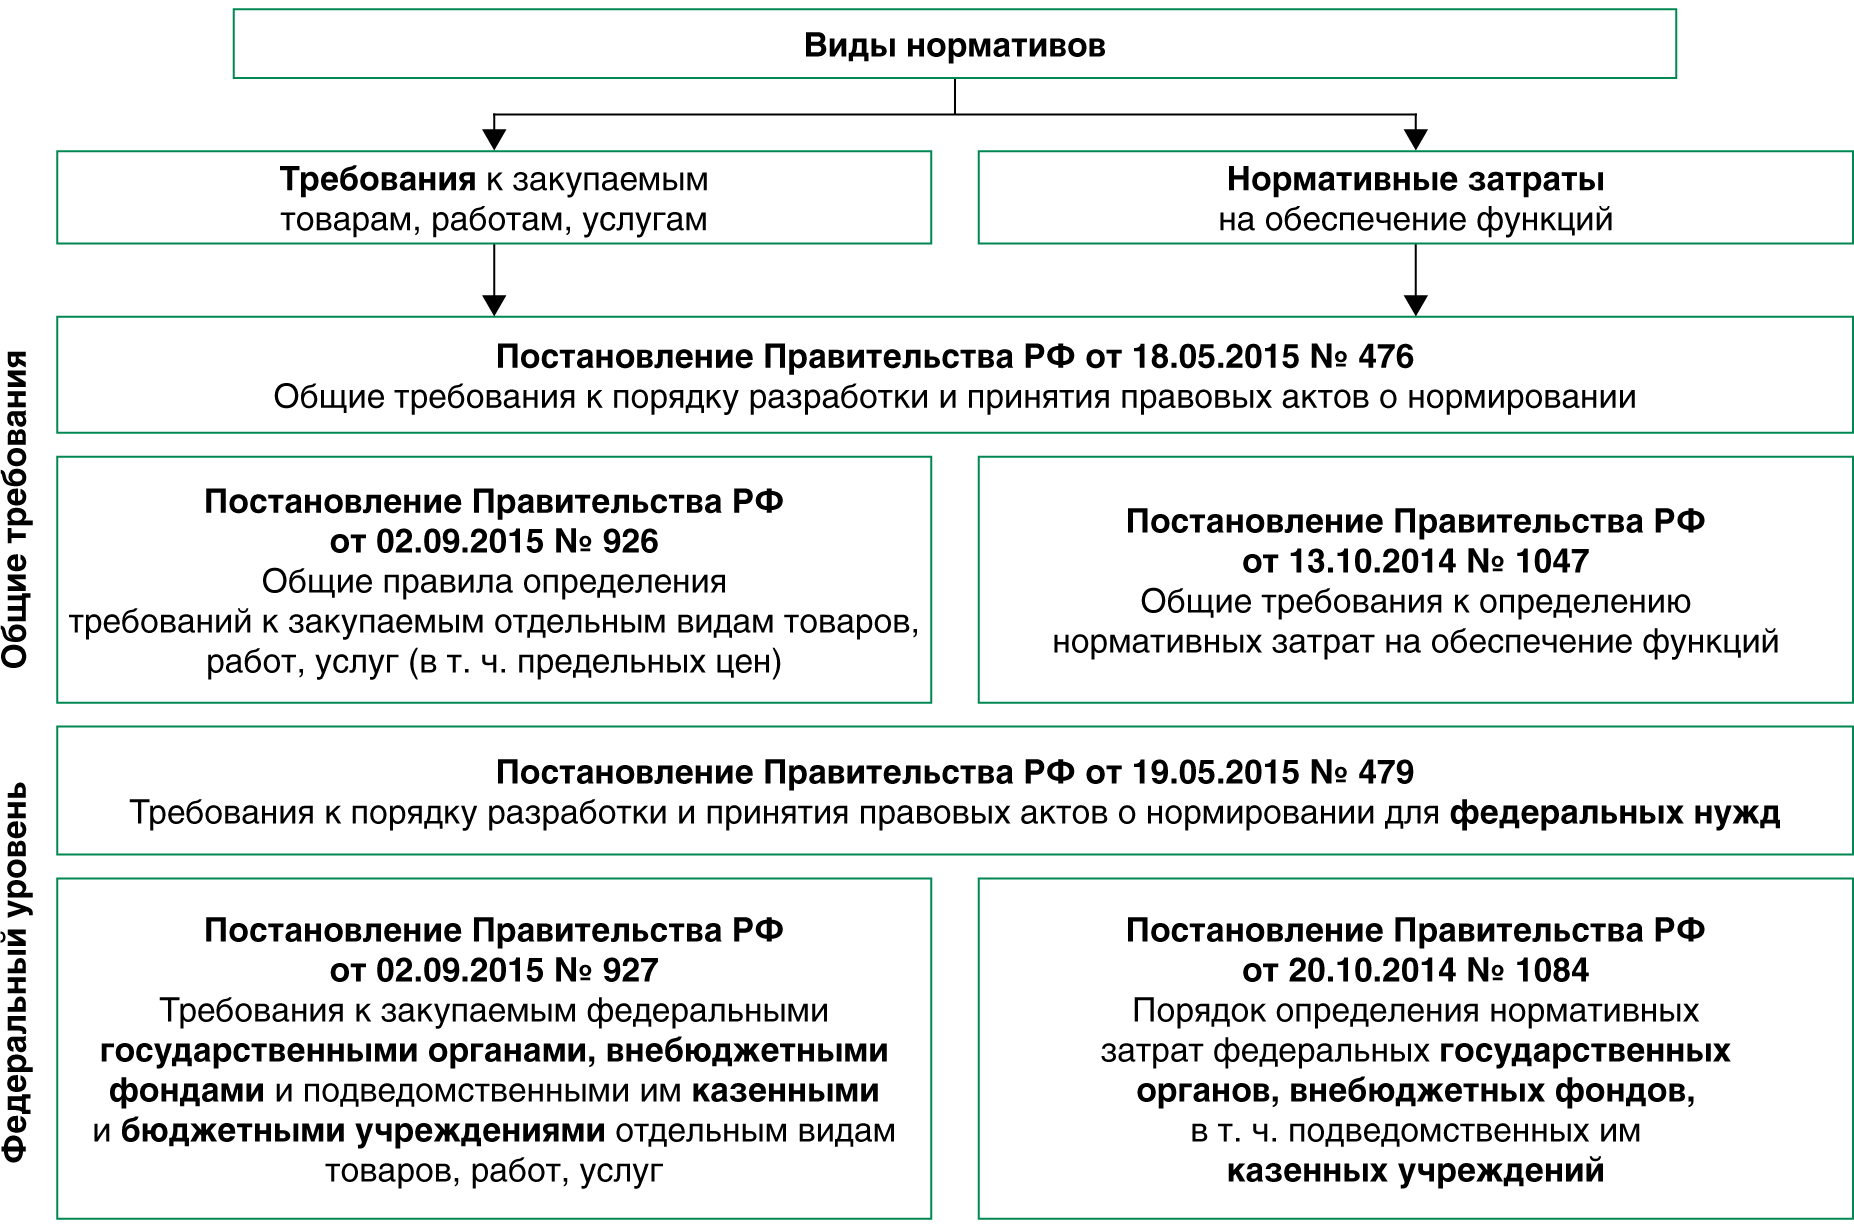 Виды нормативов
Требования к закупаемым
товарам, работам, услугам
Нормативные затраты
на обеспечение функций
Общие требования
Постановление Правительства РФ от 18.05.2015 № 476
Общие требования к порядку разработки и принятия правовых актов о нормировании
Постановление Правительства РФ
от 02.09.2015 № 926
Общие правила определения
требований к закупаемым отдельным видам товаров,
работ, услуг (в т. ч. предельных цен)
Постановление Правительства РФ
от 13.10.2014 № 1047
Общие требования к определению
нормативных затрат на обеспечение функций
Федеральный уровень
Постановление Правительства РФ от 19.05.2015 № 479
Требования к порядку разработки и принятия правовых актов о нормировании для федеральных нужд
Постановление Правительства РФ
от 02.09.2015 № 927
Требования к закупаемым федеральными
государственными органами, внебюджетными
фондами и подведомственными им казенными
и бюджетными учреждениями отдельным видам
товаров, работ, услуг
Постановление Правительства РФ
от 20.10.2014 № 1084
Порядок определения нормативных
затрат федеральных государственных
органов, внебюджетных фондов,
в т. ч. подведомственных им
казенных учреждений